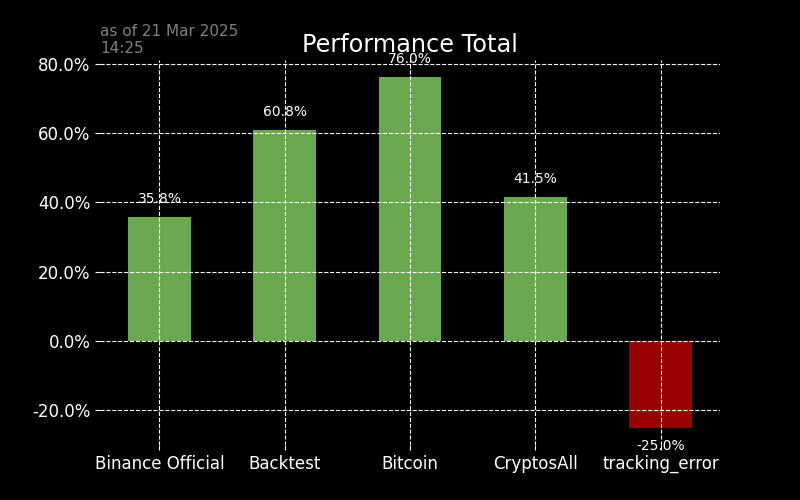 as of 21 Mar 2025
14:25
Performance Total
80.0%
60.0%
40.0%
20.0%
0.0%
-20.0%
35.8%
60.8%
76.0%
41.5%
-25.0%
Binance Official
Backtest
Bitcoin
CryptosAll
tracking_error